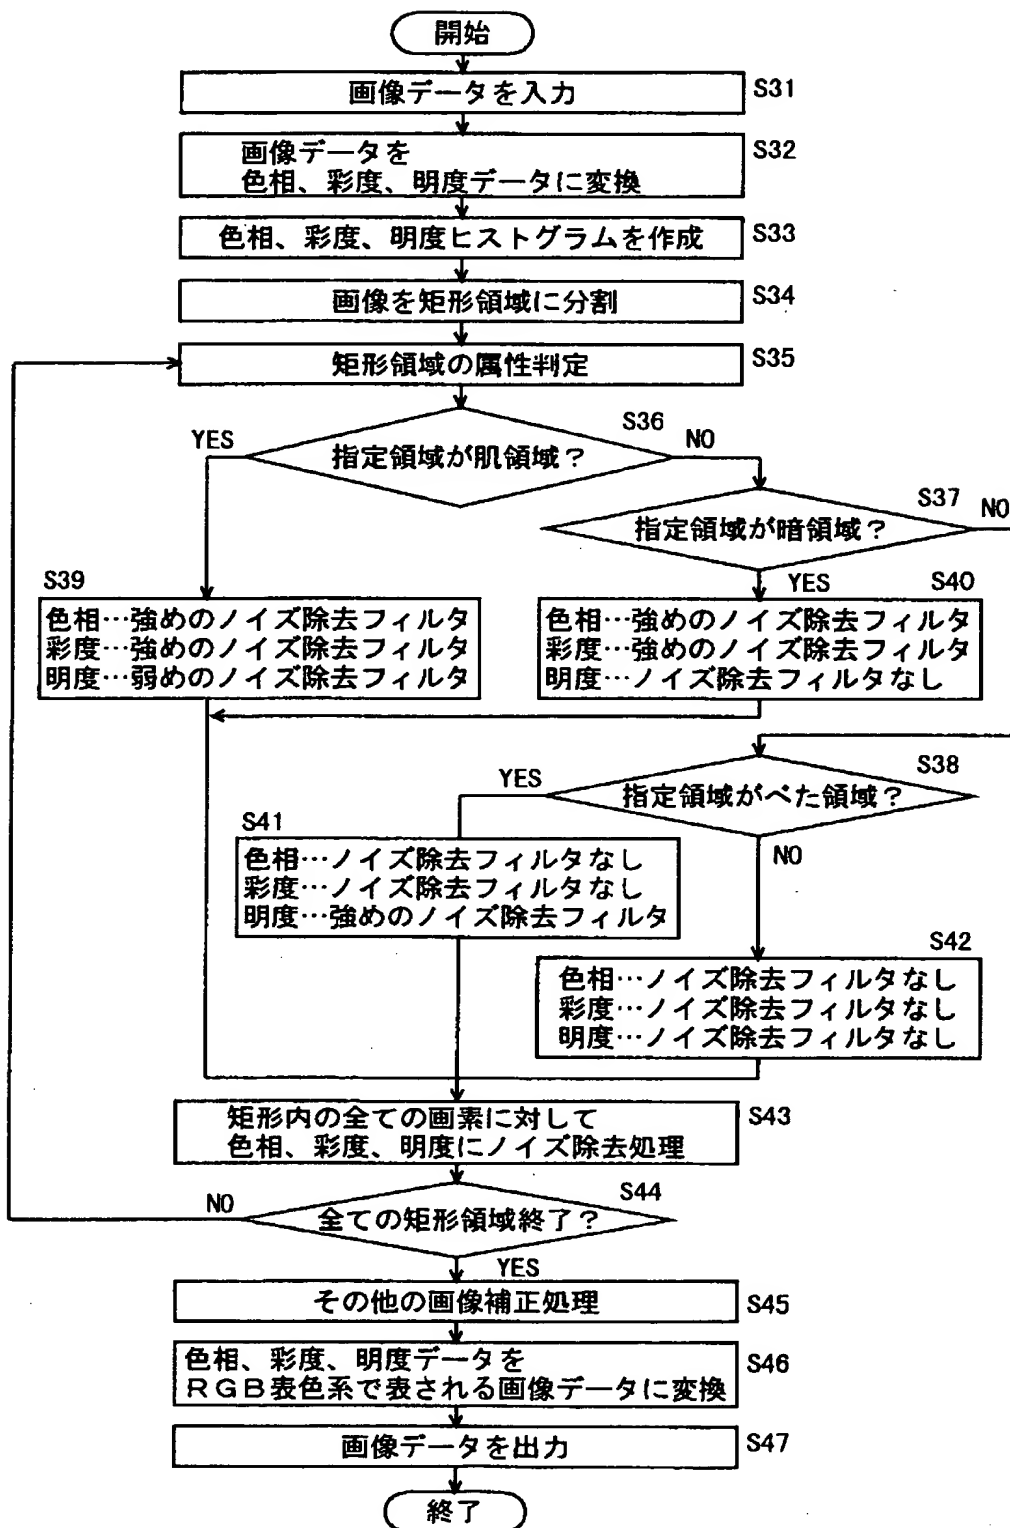 開始
画像データを入力
S31
画像データを
色相、彩度、明度データに変換
S32
色相、彩度、明度ヒストグラムを作成
S33
画像を矩形領域に分割
S34
矩形領域の属性判定
S35
S36
YES
指定領域が肌領域?
NO
S37
指定領域が暗領域?
NO
YES
S39
色相…強めのノイズ除去フィルタ
彩度…強めのノイズ除去フィルタ
明度…弱めのノイズ除去フィルタ
S40
色相…強めのノイズ除去フィルタ
彩度…強めのノイズ除去フィルタ
明度…ノイズ除去フィルタなし
S38
YES
指定領域がべた領域?
NO
S41
色相…ノイズ除去フィルタなし
彩度…ノイズ除去フィルタなし
明度…強めのノイズ除去フィルタ
S42
色相…ノイズ除去フィルタなし
彩度…ノイズ除去フィルタなし
明度…ノイズ除去フィルタなし
矩形内の全ての画素に対して
色相、彩度、明度にノイズ除去処理
S43
S44
NO
全ての矩形領域終了?
YES
その他の画像補正処理
S45
色相、彩度、明度データを
RGB表色系で表される画像データに変換
S46
画像データを出力
S47
終了